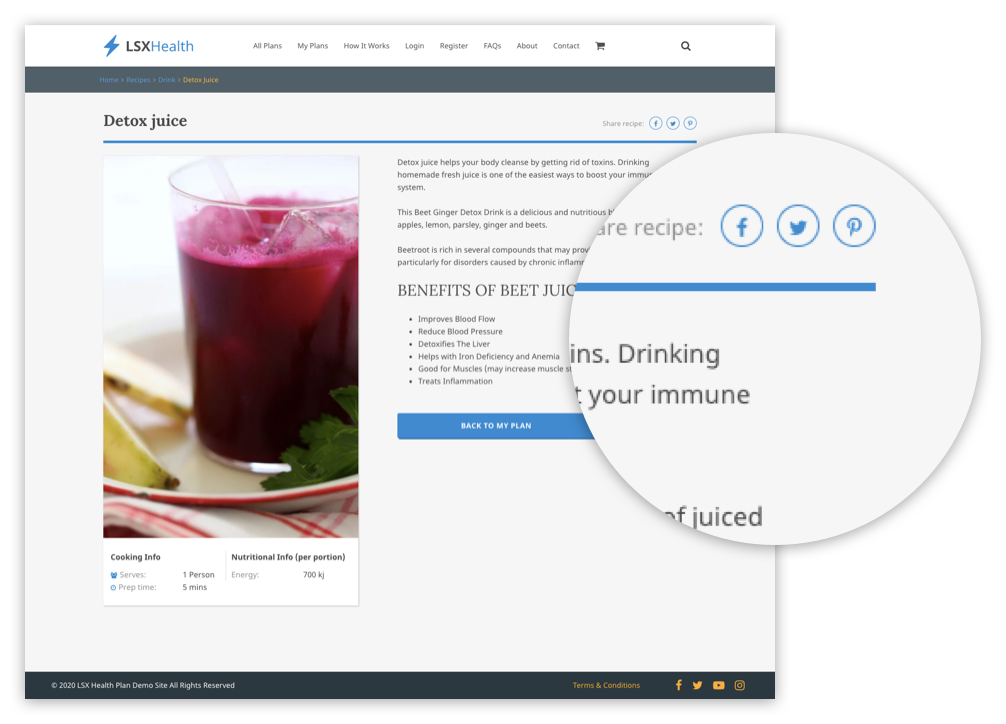 LSXHealth
All Plans My Plans How It Works Login Register FAQs About Contact
Home › Recipes › Drink › Detox Juice
Detox juice
Share recipe:
Detox juice helps your body cleanse by getting rid of toxins. Drinking
homemade fresh juice is one of the easiest ways to boost your immu
system.
This Beet Ginger Detox Drink is a delicious and nutritious
apples, lemon, parsley, ginger and beets.
Beetroot is rich in several compounds that may prov
particularly for disorders caused by chronic inflam
BENEFITS OF BEET JUIC
Improves Blood Flow
Reduce Blood Pressure
Detoxifies The Liver
Helps with Iron Deficiency and Anemia
Good for Muscles (may increase muscle st
Treats Inflammation
BACK TO MY PLAN
are recipe:
ins. Drinking
t your immune
of juiced
Cooking Info
Serves: 1 Person
Prep time: 5 mins
Nutritional Info (per portion)
Energy: 700 kj
© 2020 LSX Health Plan Demo Site All Rights Reserved
Terms & Conditions